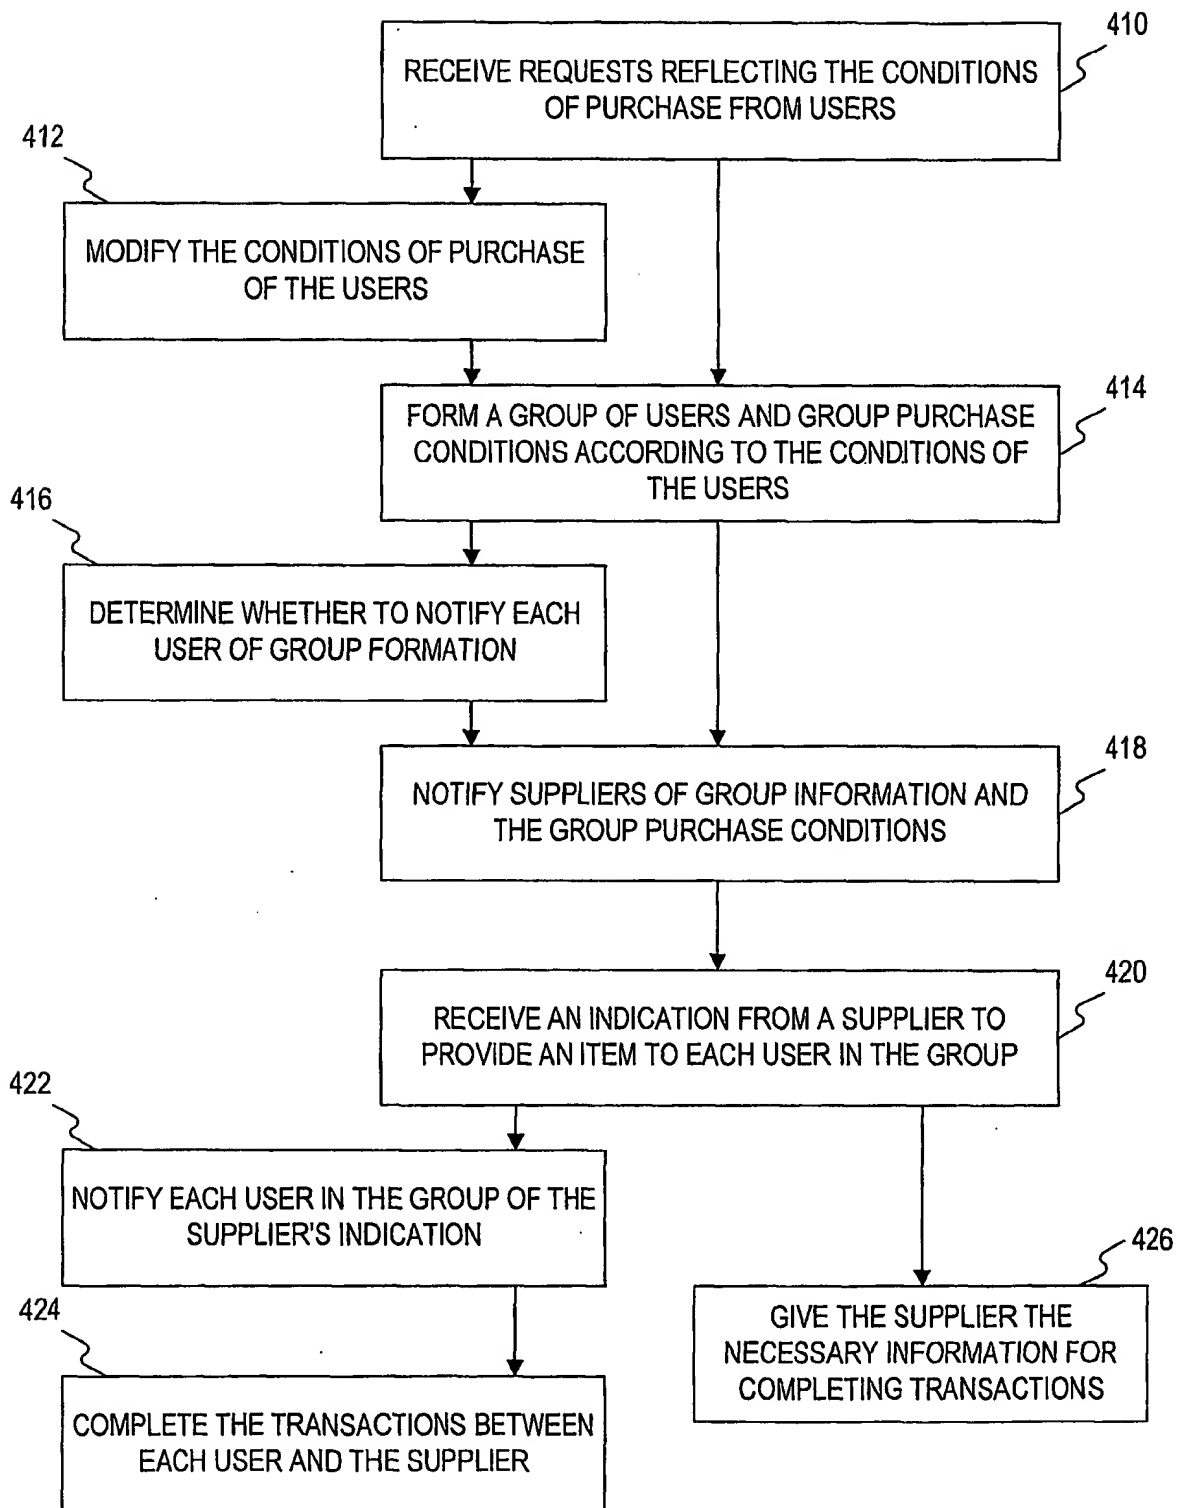 410
RECEIVE REQUESTS REFLECTING THE CONDITIONS
OF PURCHASE FROM USERS
412
MODIFY THE CONDITIONS OF PURCHASE
OF THE USERS
414
FORM A GROUP OF USERS AND GROUP PURCHASE
CONDITIONS ACCORDING TO THE CONDITIONS OF
THE USERS
416
DETERMINE WHETHER TO NOTIFY EACH
USER OF GROUP FORMATION
418
NOTIFY SUPPLIERS OF GROUP INFORMATION AND
THE GROUP PURCHASE CONDITIONS
420
RECEIVE AN INDICATION FROM A SUPPLIER TO
PROVIDE AN ITEM TO EACH USER IN THE GROUP
422
NOTIFY EACH USER IN THE GROUP OF THE
SUPPLIER'S INDICATION
426
GIVE THE SUPPLIER THE
NECESSARY INFORMATION FOR
COMPLETING TRANSACTIONS
424
COMPLETE THE TRANSACTIONS BETWEEN
EACH USER AND THE SUPPLIER